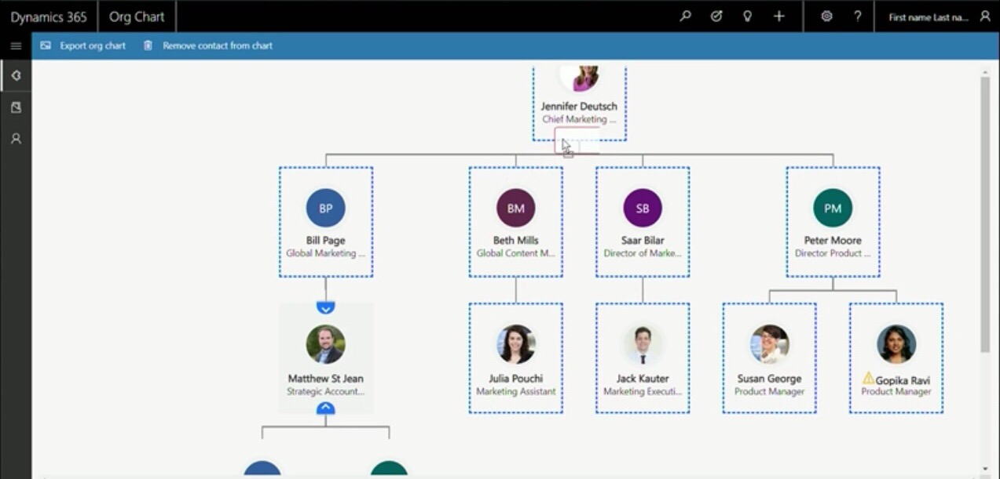 Dynamics 365 Org Chart First name Last na...
Export org chart Remove contact from chart
Jennifer Deutsch
Chief Marketing ...
BP BM SB PM
Bill Page Beth Mills Saar Bilar Peter Moore
Global Marketing ... Global Content M... Director of Marke... Director Product ...
Matthew St Jean Julia Pouchi Jack Kauter Susan George Gopika Ravi
Strategic Account... Marketing Assistant Marketing Executi... Product Manager Product Manager